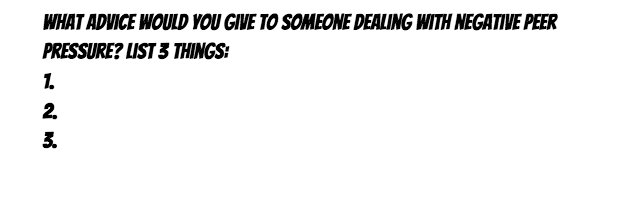 WHAT ADVICE WOULD YOU GIVE TO SOMEONE DEALING WITH NEGATIVE PEER
PRESSURE? LIST 3 THINGS:
1.
2.
3.